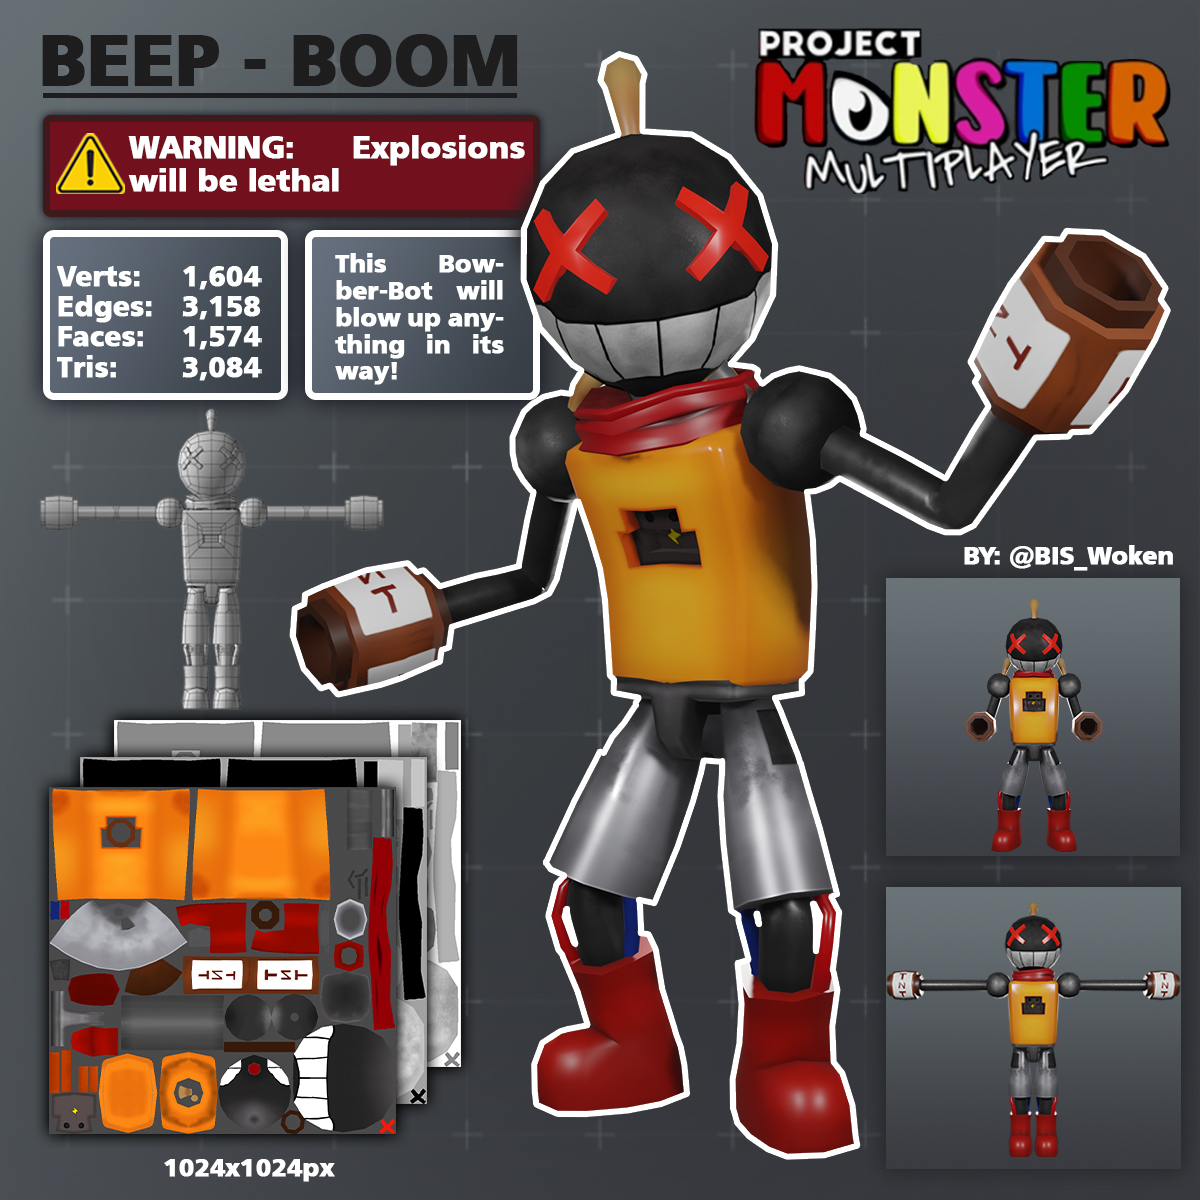 BEEP - BOOM
PROJECT
MONSTER
MULTIPLAYER
WARNING: Explosions
will be lethal
Verts: 1,604
Edges: 3,158
Faces: 1,574
Tris: 3,084
This Bow-
ber-Bot will
blow up any-
thing in its
way!
BY: @BIS_Woken
1024x1024px